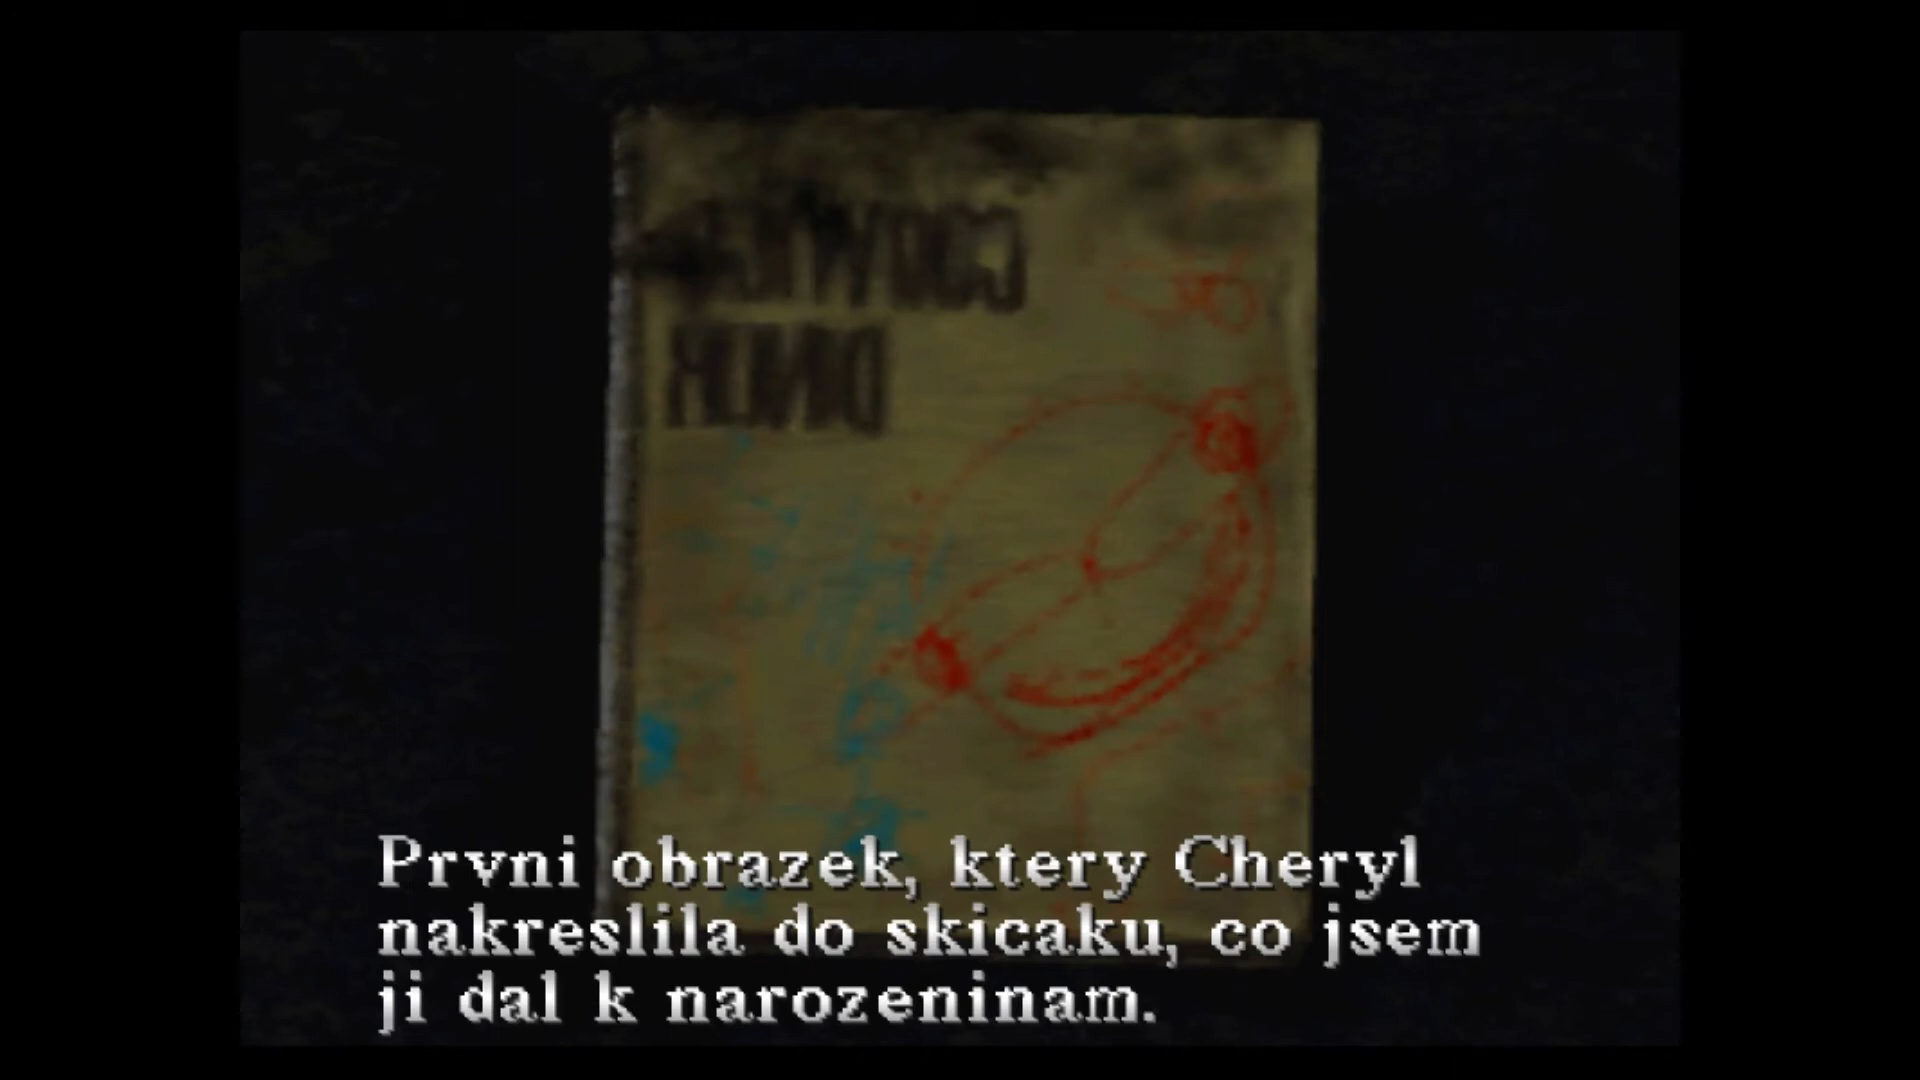 Prvni obrazek, ktery Cheryl
nakreslila do skicaku, co jsem
ji dal k narozeninam.